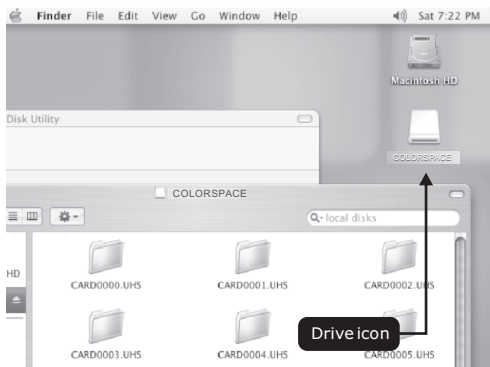 Finder File Edit View Go Window Help Sat 7:22 PM
Macintosh HD
Disk Utility
COLORSPACE
COLORSPACE
local disks
HD
CARD0000.UHS CARD0001.UHS CARD0002.UHS
Drive icon
CARD0003.UHS CARD0004.UHS CARD0005.UHS